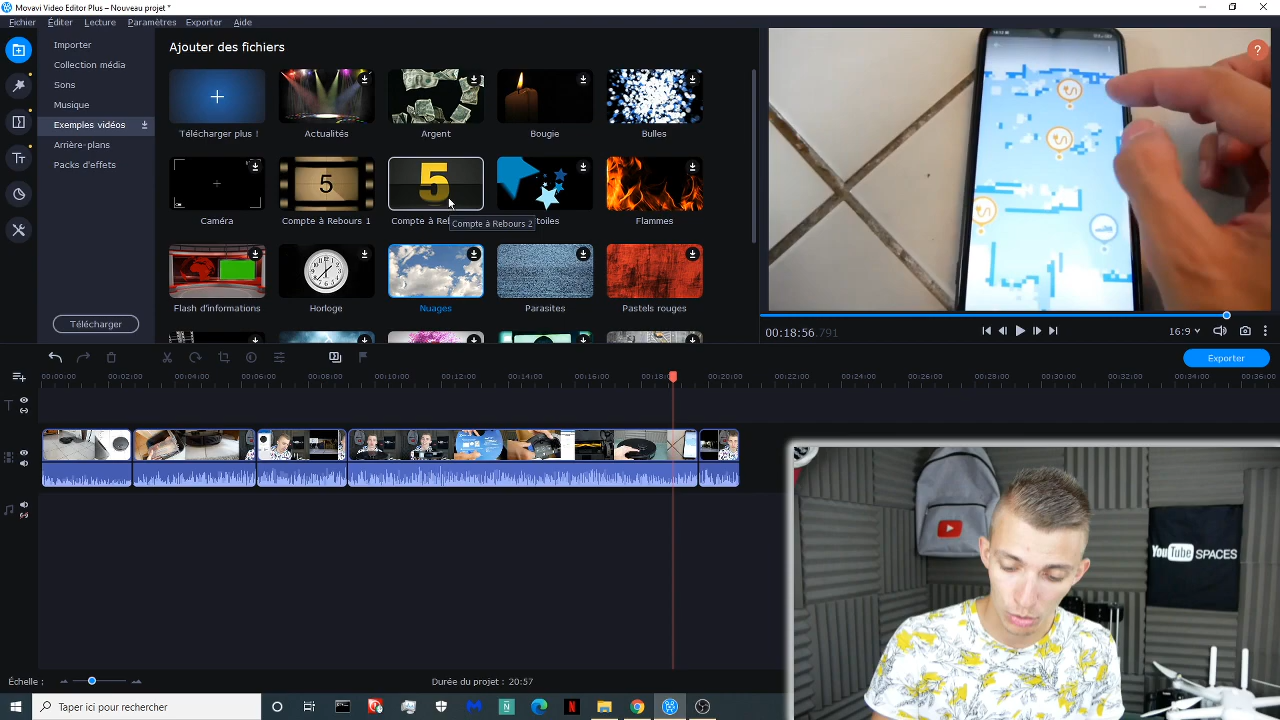 Movavi Video Editor Plus – Nouveau projet *
Fichier Éditer Lecture Paramètres Exporter Aide
Importer
Collection média
Sons
Musique
Exemples vidéos
Arrière-plans
Packs d'effets
Télécharger
Ajouter des fichiers
Télécharger plus !
Actualités
Argent
Bougie
Bulles
Caméra
5
Compte à Rebours 1
5
Compte à Re
Compte à Rebours 2
toiles
Flammes
Flash d'informations
Horloge
Nuages
Parasites
Pastels rouges
?
00:18:56.791
16:9
Exporter
00:00:00 00:02:00 00:04:00 00:06:00 00:08:00 00:10:00 00:12:00 00:14:00 00:16:00 00:18:0 00:20:00 00:22:00 00:24:00 00:26:00 00:28:00 00:30:00 00:32:00 00:34:00 00:36:00
Échelle :
Durée du projet : 20:57
YouTube SPACES
Taper ici pour rechercher